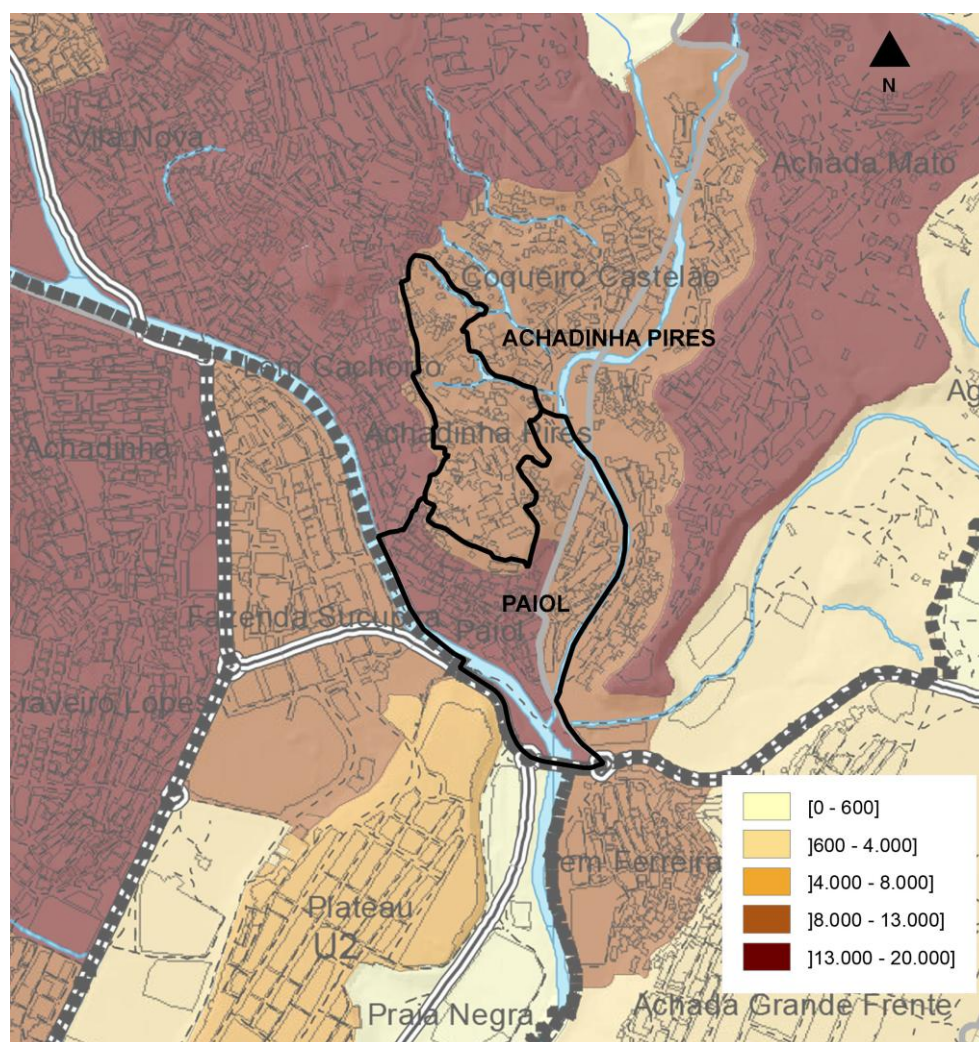 N
Vila Nova
Achada Mato
Coqueiro Castelão
ACHADINHA PIRES
Achadinha
Achadinha Pires
PAIOL
Fazenda Sucupira
Paiol
Craveiro Lopes
[0 - 600]
]600 - 4.000]
]4.000 - 8.000]
]8.000 - 13.000]
]13.000 - 20.000]
Plateau
Praia Negra
Achada Grande Frente